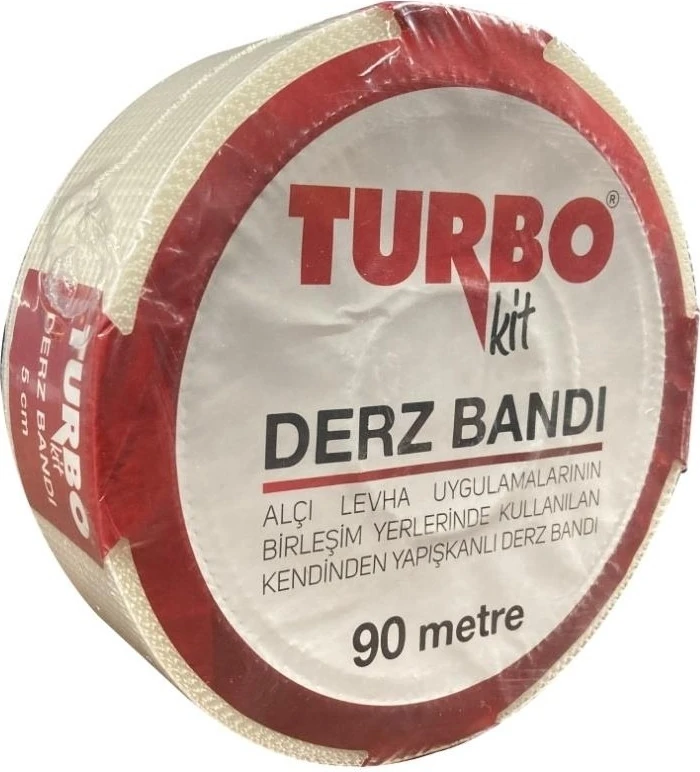 TURBO®
kit
DERZ BANDI
ALÇI LEVHA UYGULAMALARININ
BİRLEŞİM YERLERİNDE KULLANILAN
KENDİNDEN YAPIŞKANLI DERZ BANDI
90 metre
TURBO
kit
DERZ BANDI
5 cm